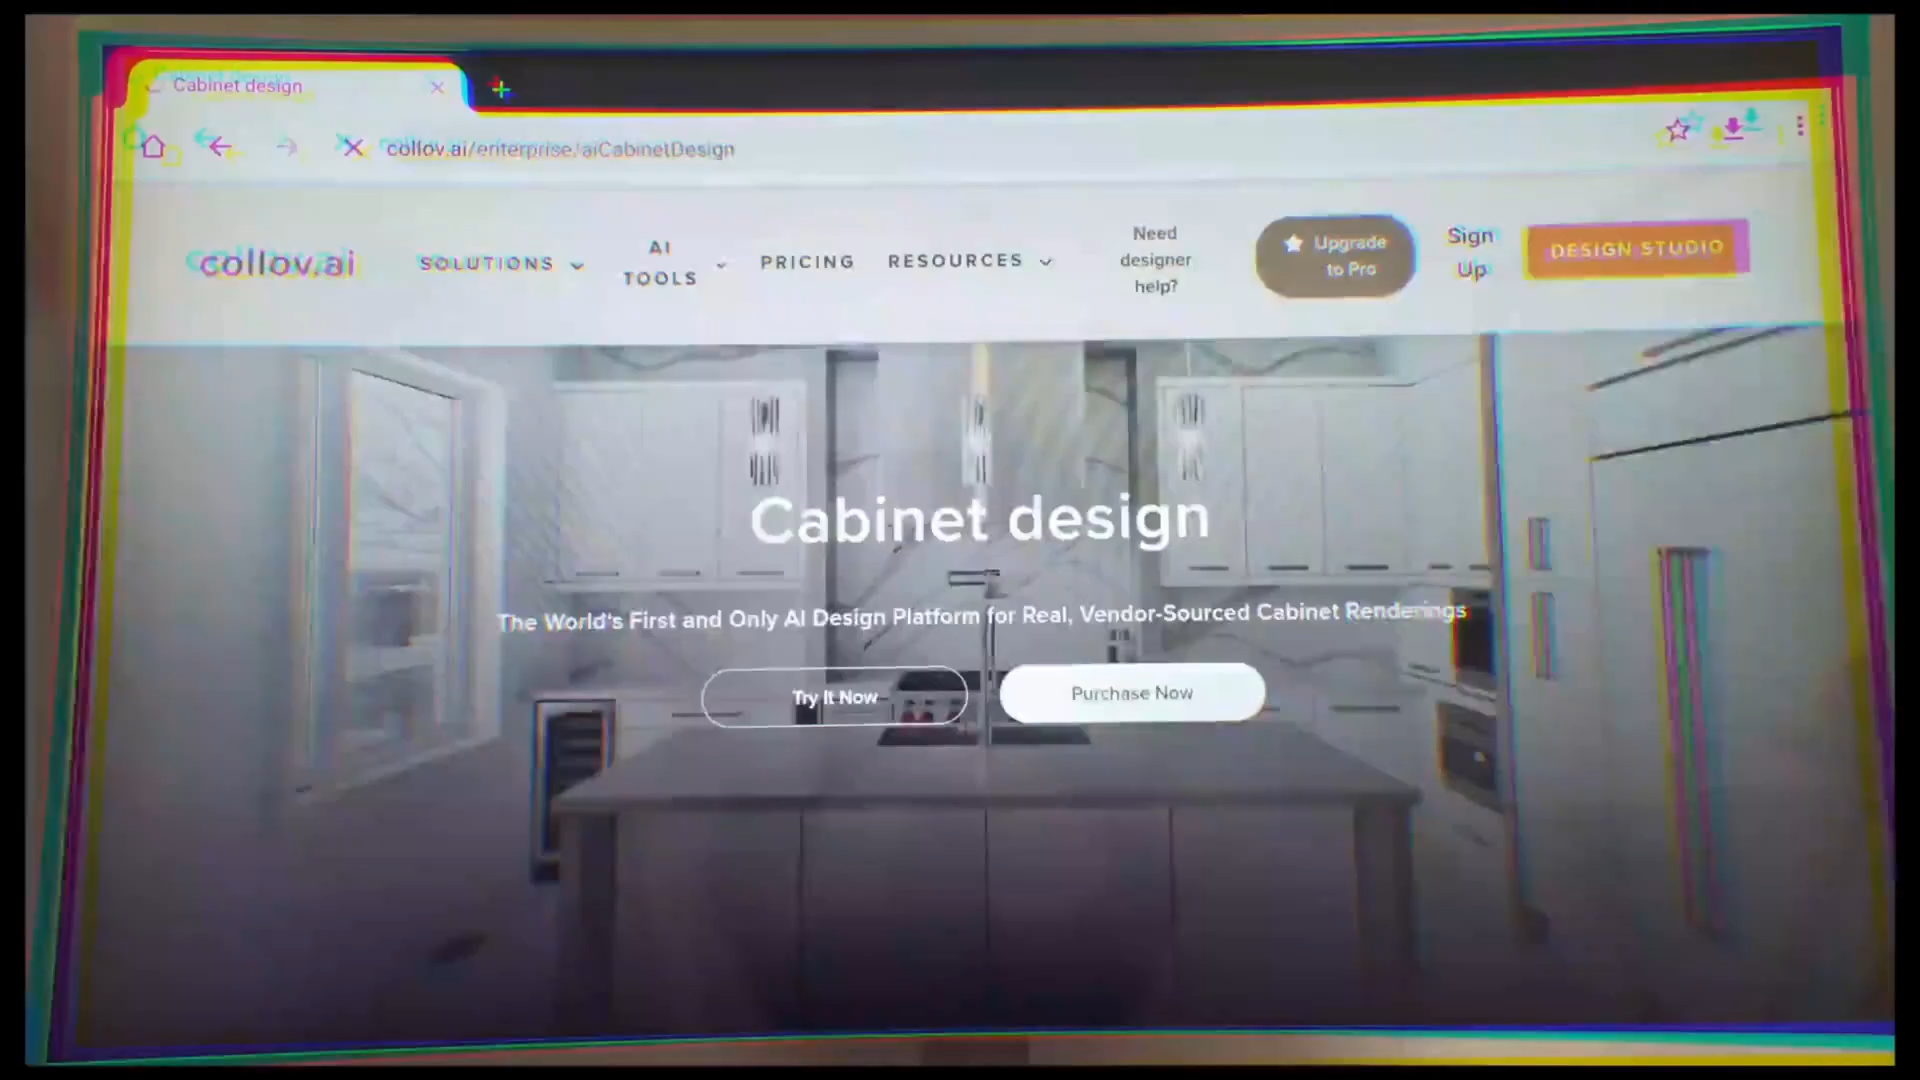 Cabinet design
collov.ai/enterprise/aiCabinetDesign
collov.ai
SOLUTIONS
AI
TOOLS
PRICING
RESOURCES
Need
designer
help?
Upgrade
to Pro
Sign
Up
DESIGN STUDIO
Cabinet design
The World's First and Only AI Design Platform for Real, Vendor-Sourced Cabinet Renderings
Try It Now
Purchase Now